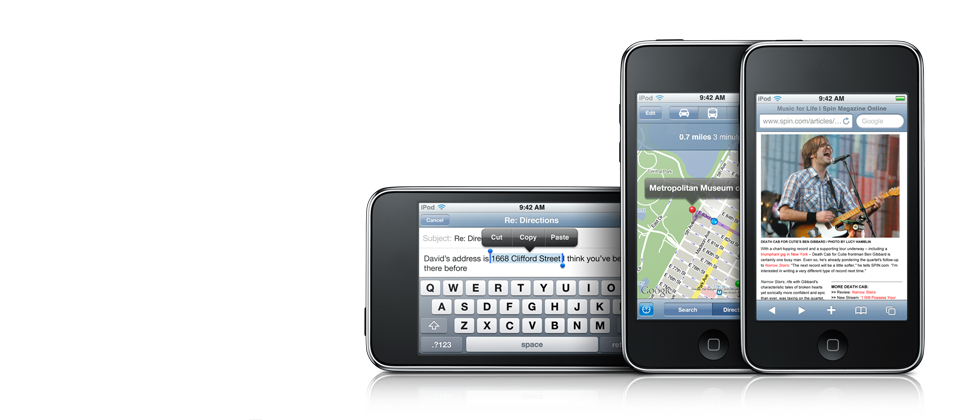 iPod 9:42 AM
Cancel Re: Directions
Subject: Re: Dire
Cut Copy Paste
David's address is 1668 Clifford Street I think you've be
there before
Q W E R T Y U I O
A S D F G H J K
Z X C V B N M
.?123 space
iPod 9:42 AM
Edit
0.7 miles 3 minu
Metropolitan Museum o
Google
Search Direct
iPod 9:42 AM
Music for Life | Spin Magazine Online
www.spin.com/articles/... Google
DEATH CAB FOR CUTIE'S BEN GIBBARD / PHOTO BY LUCY HAMBLIN
With a chart-topping record and a supporting tour underway – including a
triumphant gig in New York – Death Cab for Cutie frontman Ben Gibbard is
certainly one busy man. Even so, he's already pondering the quartet's follow-up
to Narrow Stairs: "The next record will be a little softer." he tells SPIN.com. "I'm
interested in writing a very different type of record next time."
Narrow Stairs, rife with Gibbard's
characteristic tales of broken hearts
yet sonically more confident and epic
than ever, was taxing on the quartet,
MORE DEATH CAB:
>> Review: Narrow Stairs
>> New Stream: 'I Will Possess Your